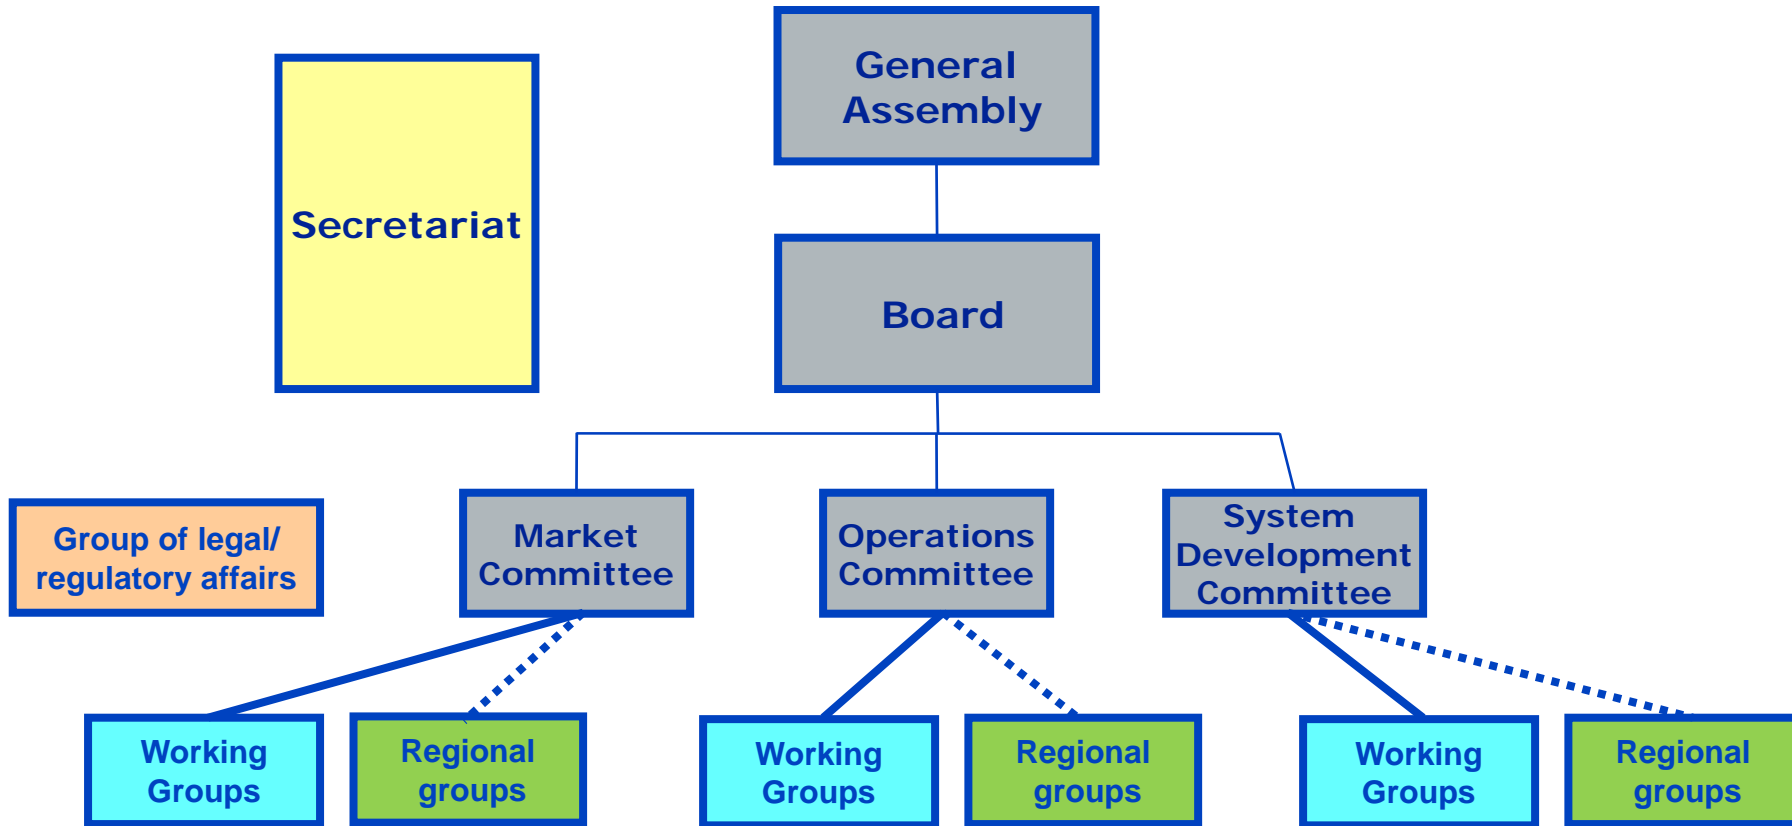 General
Assembly
Secretariat
Board
Group of legal/
regulatory affairs
Market
Committee
Operations
Committee
System
Development
Committee
Working
Groups
Regional
groups
Working
Groups
Regional
groups
Working
Groups
Regional
groups